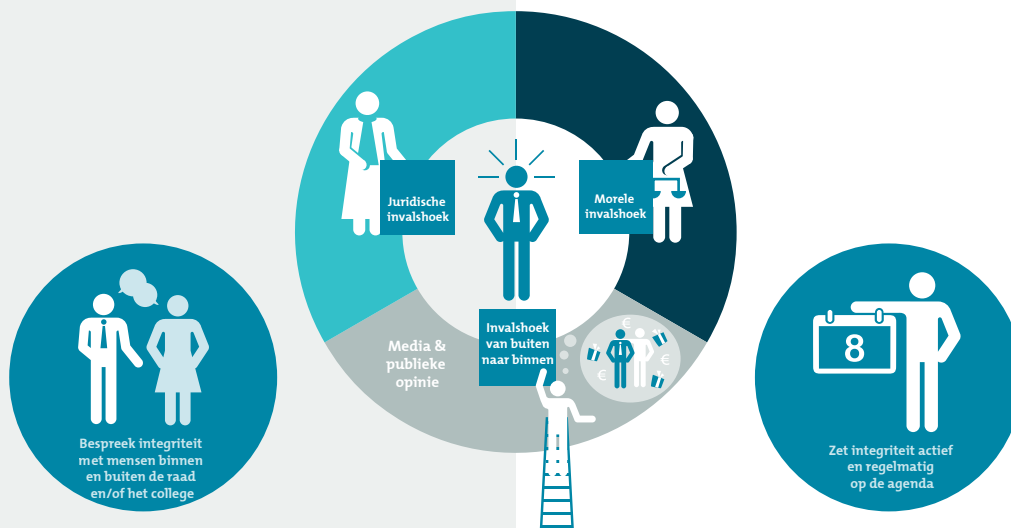 Juridische
invalshoek
Morele
invalshoek
Invalshoek
van buiten
naar binnen
Media &
publieke
opinie
€
€
€
Bespreek integriteit
met mensen binnen
en buiten de raad
en/of het college
8
Zet integriteit actief
en regelmatig
op de agenda